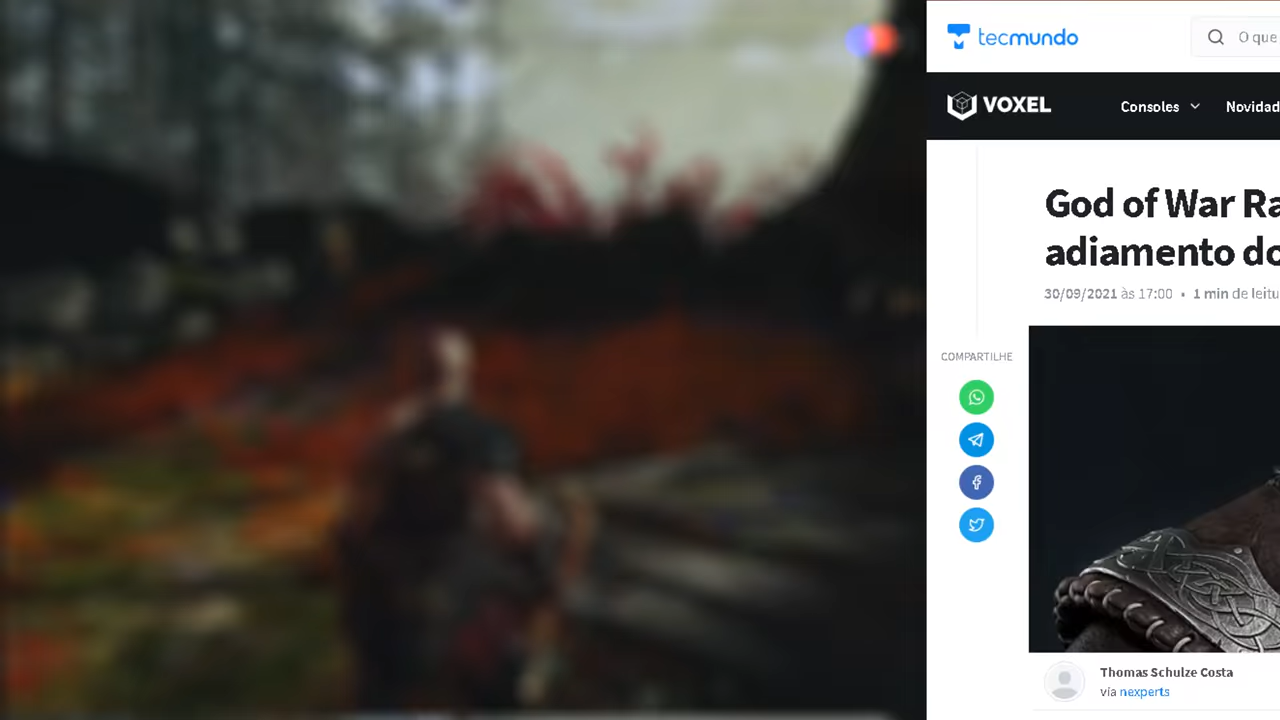 tecmundo
O que
VOXEL
Consoles
Novidad
God of War Ra
adiamento do
30/09/2021 às 17:00 • 1 min de leitu
COMPARTILHE
Thomas Schulze Costa
via nexperts